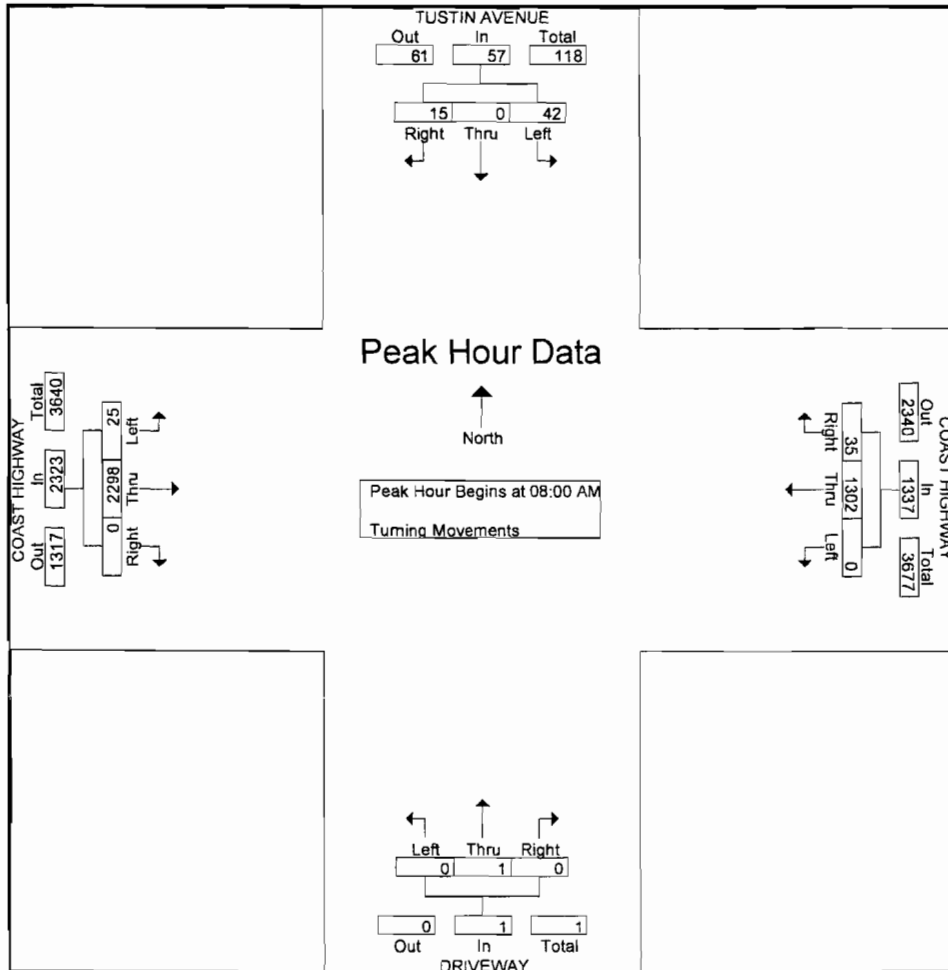 TUSTIN AVENUE
Out In Total
61 57 118
15 0 42
Right Thru Left
Peak Hour Data
North
Peak Hour Begins at 08:00 AM
Turning Movements
COAST HIGHWAY
Out In Total
1317 2323 3640
25 2298 0
Left Thru Right
COAST HIGHWAY
Out In Total
2340 1337 3677
35 1302 0
Right Thru Left
Left Thru Right
0 1 0
0 1 1
Out In Total
DRIVEWAY